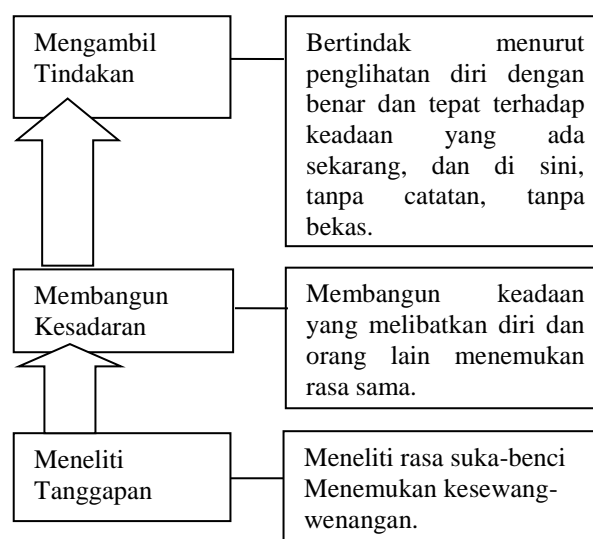 Mengambil
Tindakan
Bertindak menurut
penglihatan diri dengan
benar dan tepat terhadap
keadaan yang ada
sekarang, dan di sini,
tanpa catatan, tanpa
bekas.
Membangun
Kesadaran
Membangun keadaan
yang melibatkan diri dan
orang lain menemukan
rasa sama.
Meneliti
Tanggapan
Meneliti rasa suka-benci
Menemukan kesewang-
wenangan.